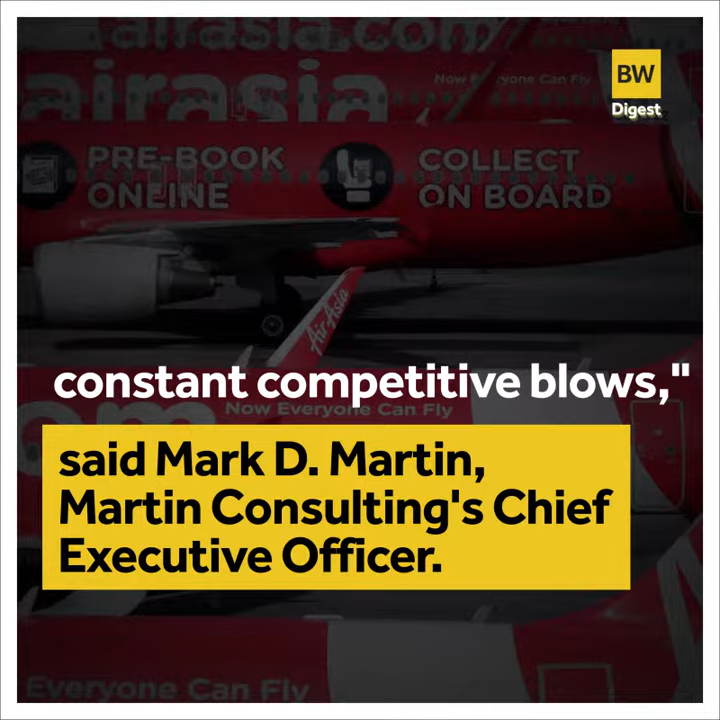 airasia.com
airasia
Now Everyone Can Fly
BW
Digest
PRE-BOOK
ONLINE
COLLECT
ON BOARD
AirAsia
constant competitive blows,"
om
Now Everyone Can Fly
said Mark D. Martin,
Martin Consulting's Chief
Executive Officer.
Everyone Can Fly